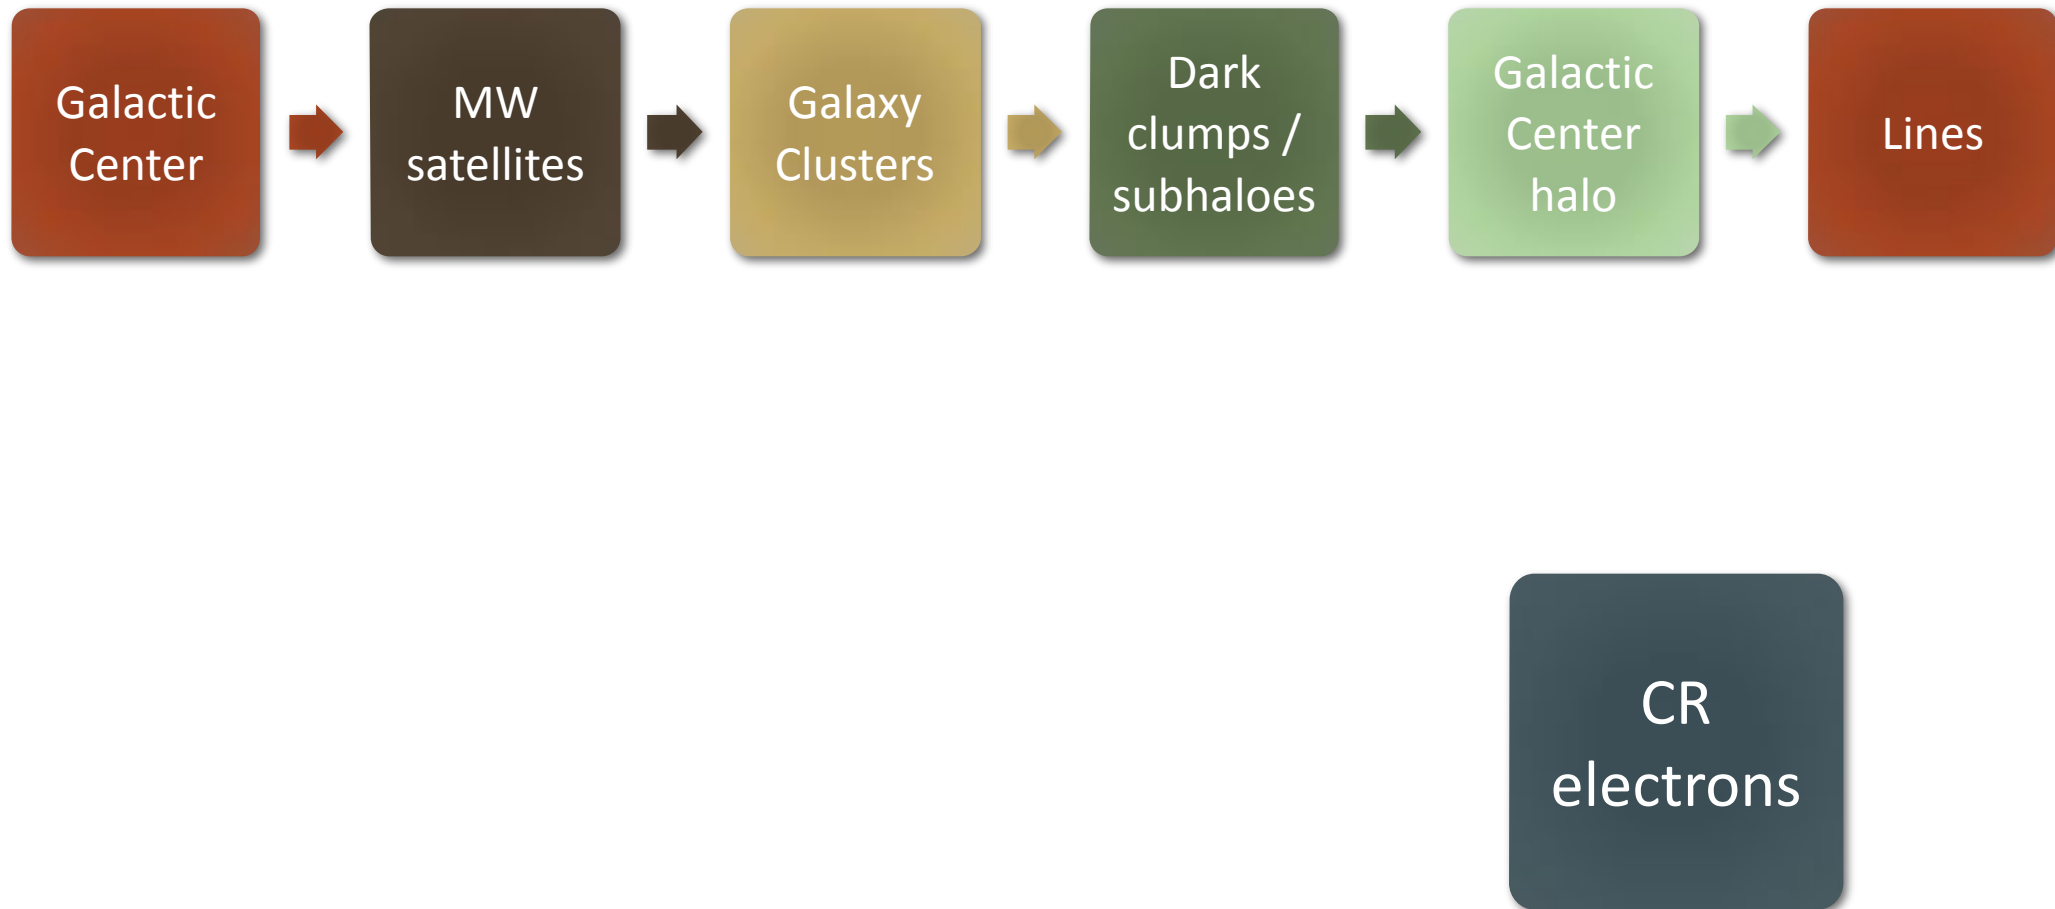 Galactic
Center
MW
satellites
Galaxy
Clusters
Dark
clumps /
subhaloes
Galactic
Center
halo
Lines
CR
electrons